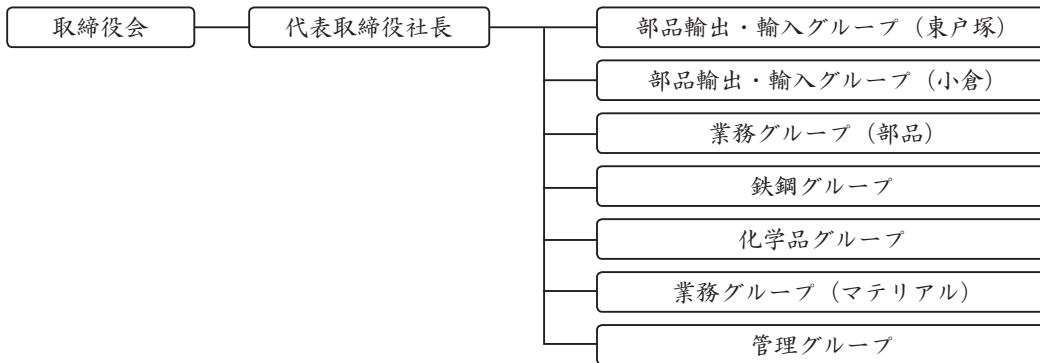 取締役会
代表取締役社長
部品輸出・輸入グループ（東戸塚）
部品輸出・輸入グループ（小倉）
業務グループ（部品）
鉄鋼グループ
化学品グループ
業務グループ（マテリアル）
管理グループ